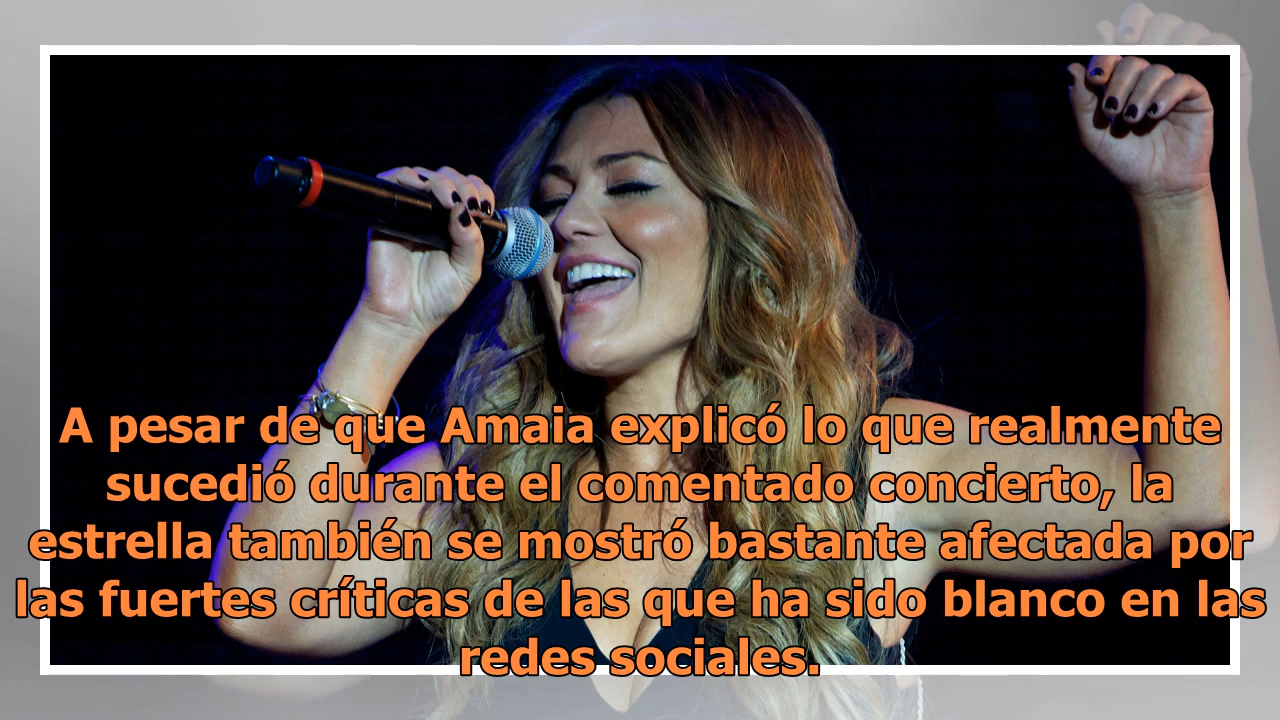 A pesar de que Amaia explicó lo que realmente
sucedió durante el comentado concierto, la
estrella también se mostró bastante afectada por
las fuertes críticas de las que ha sido blanco en las
redes sociales.